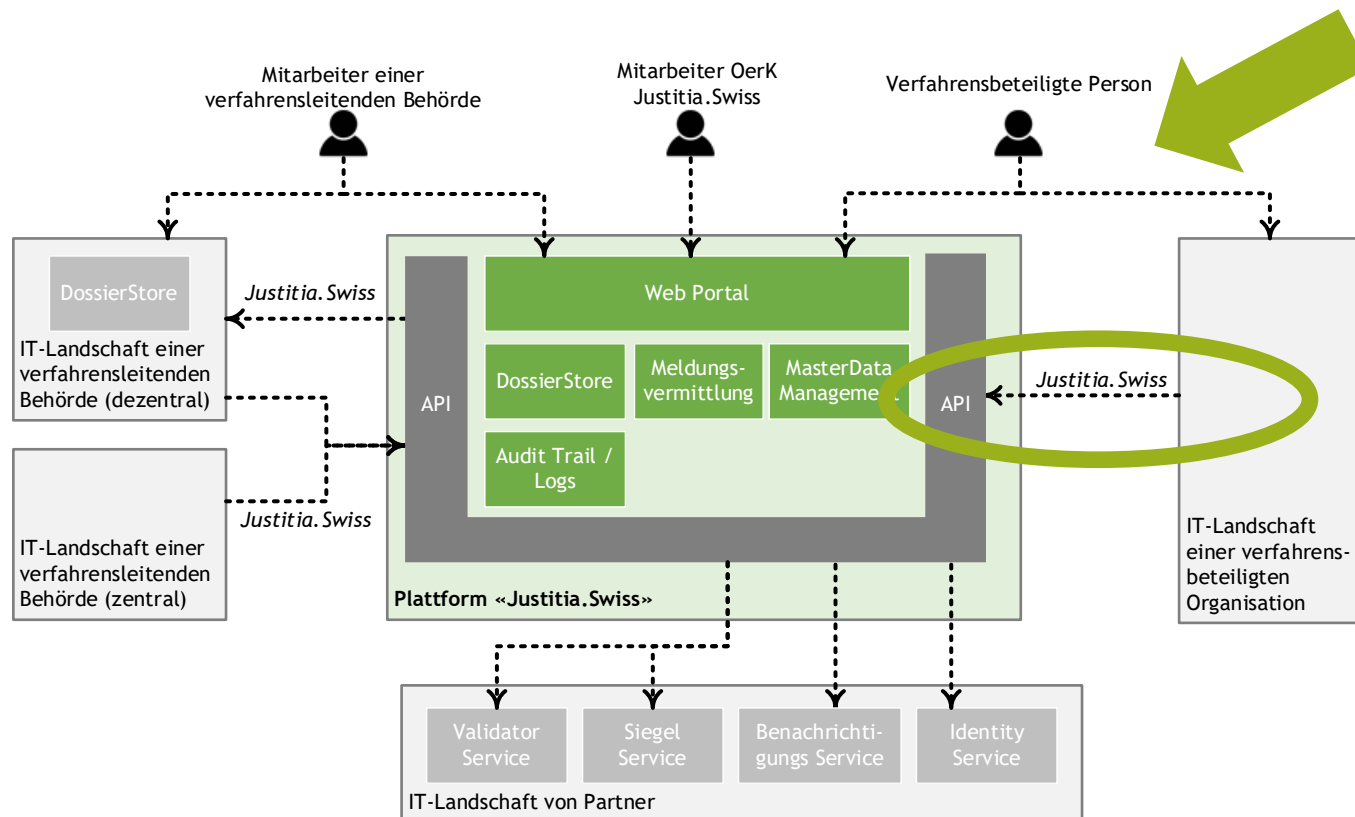 Mitarbeiter einer
verfahrensleitenden Behörde
Mitarbeiter OerK
Justitia.Swiss
Verfahrensbeteiligte Person
DossierStore
IT-Landschaft einer
verfahrensleitenden
Behörde (dezentral)
Justitia.Swiss
IT-Landschaft einer
verfahrensleitenden
Behörde (zentral)
Justitia.Swiss
API
Web Portal
DossierStore
Meldungs-
vermittlung
MasterData
Management
Audit Trail /
Logs
API
Plattform «Justitia.Swiss»
Justitia.Swiss
IT-Landschaft
einer verfahrens-
beteiligten
Organisation
Validator
Service
Siegel
Service
Benachrichti-
gungs Service
Identity
Service
IT-Landschaft von Partner